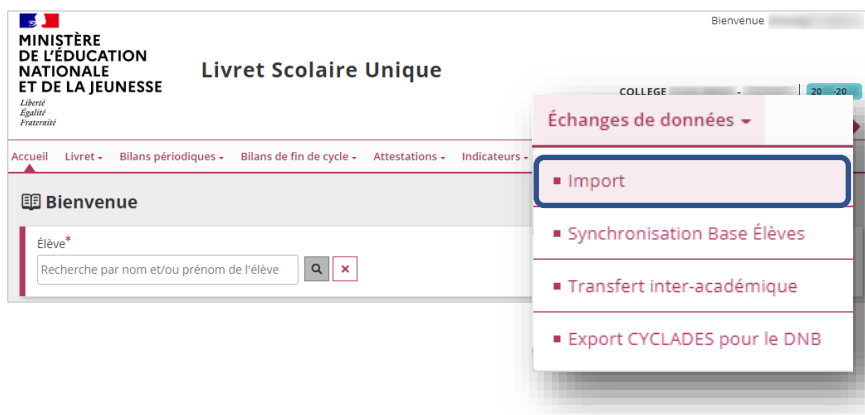 Bienvenue
MINISTÈRE
DE L'ÉDUCATION
NATIONALE
ET DE LA JEUNESSE
Liberté
Égalité
Fraternité
Livret Scolaire Unique
COLLEGE - 20 -20
Échanges de données
Accueil Livret Bilans périodiques Bilans de fin de cycle Attestations Indicateurs
Import
Bienvenue
Synchronisation Base Élèves
Élève*
Recherche par nom et/ou prénom de l'élève
Transfert inter-académique
Export CYCLADES pour le DNB